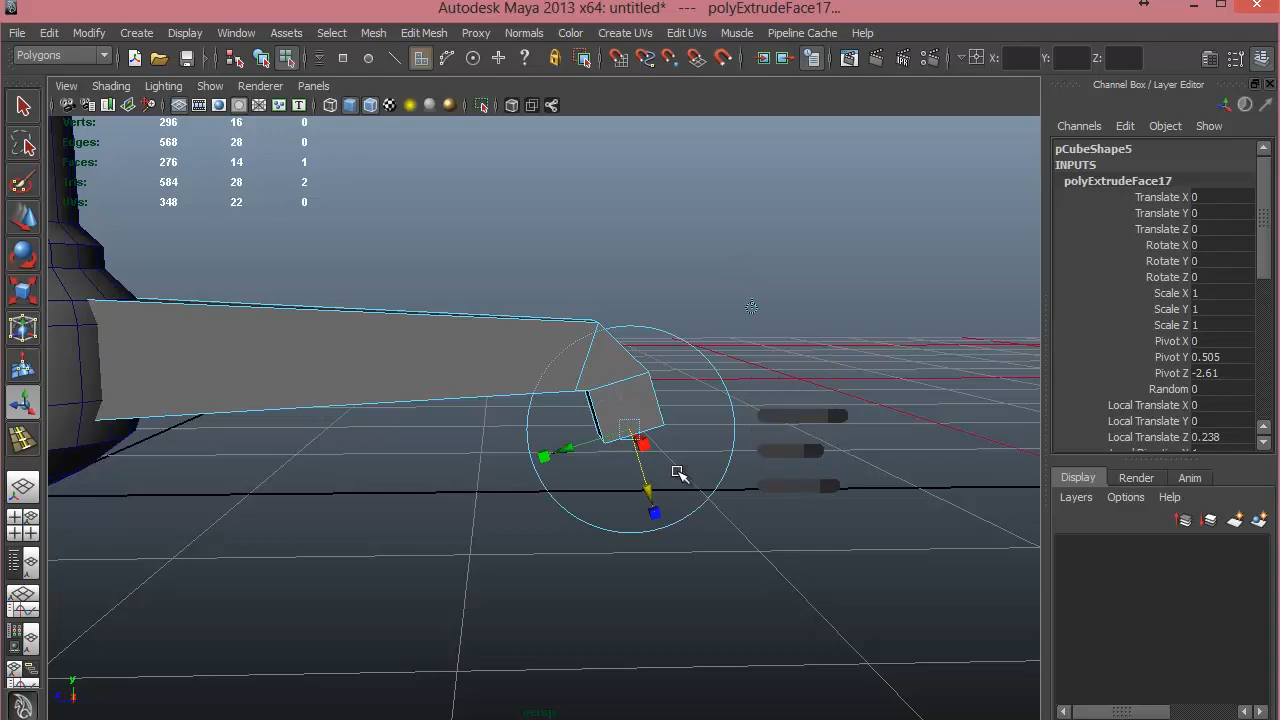 Autodesk Maya 2013 x64: untitled*   ---   polyExtrudeFace17...
File Edit Modify Create Display Window Assets Select Mesh Edit Mesh Proxy Normals Color Create UVs Edit UVs Muscle Pipeline Cache Help
Polygons X: Y: Z:
View Shading Lighting Show Renderer Panels
Channel Box / Layer Editor
Channels Edit Object Show
Verts: 296 16 0
Edges: 568 28 0
Faces: 276 14 1
Tris: 584 28 2
UVs: 348 22 0
pCubeShape5
INPUTS
polyExtrudeFace17
Translate X 0
Translate Y 0
Translate Z 0
Rotate X 0
Rotate Y 0
Rotate Z 0
Scale X 1
Scale Y 1
Scale Z 1
Pivot X 0
Pivot Y 0.505
Pivot Z -2.61
Random 0
Local Translate X 0
Local Translate Y 0
Local Translate Z 0.238
Display Render Anim
Layers Options Help
y
persp